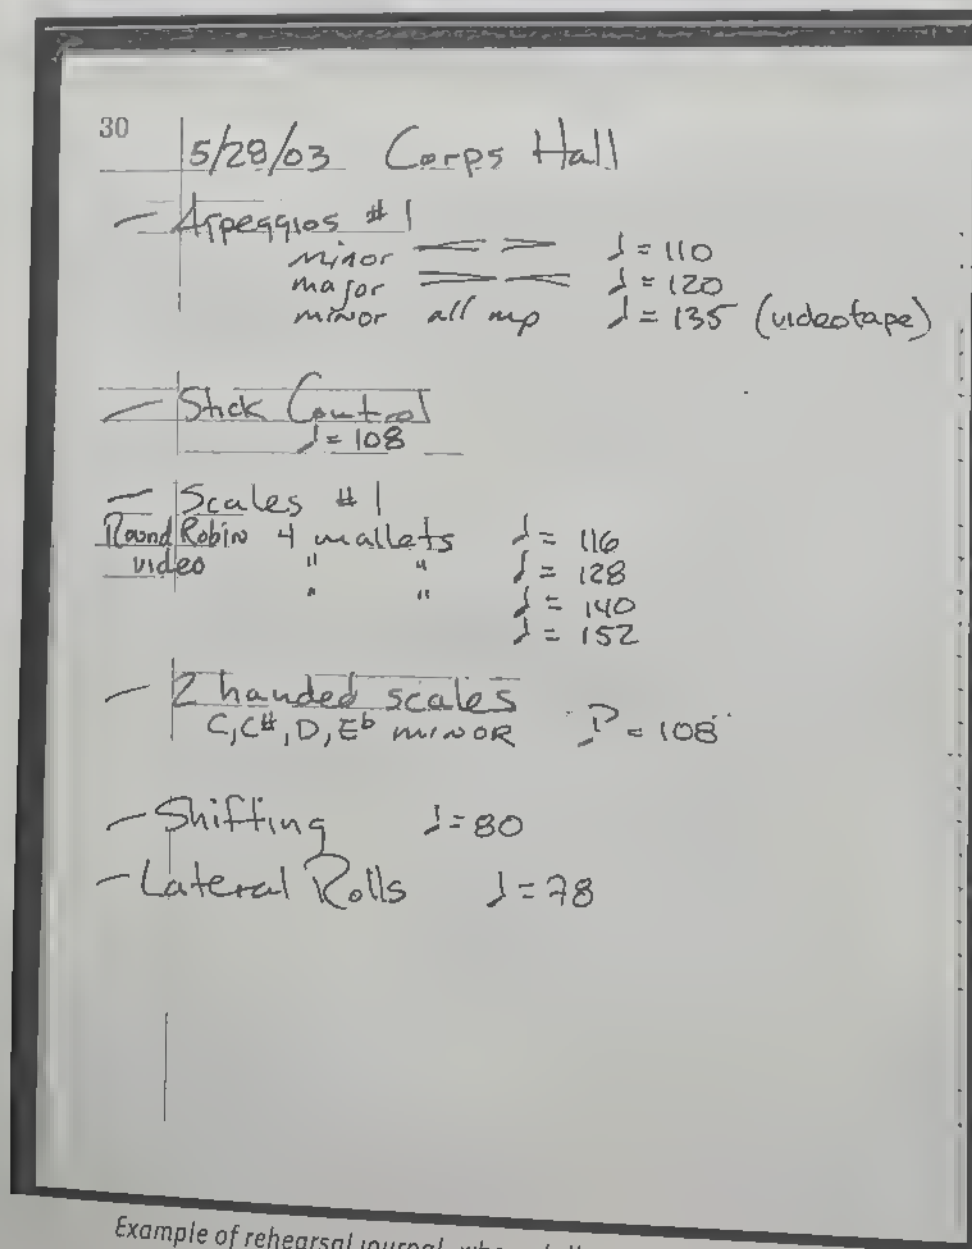 30
5/28/03 Corps Hall
— Arpeggios #1
minor < > ♩ = 110
major > < ♩ = 120
minor all mp ♩ = 135 (videotape)
— Stick Control
♩ = 108
— Scales #1
Round Robin 4 mallets ♩ = 116
video " " ♩ = 128
" " ♩ = 140
♩ = 152
— 2 handed scales
C, C#, D, Eb minor ♪ = 108
— Shifting ♩ = 80
— Lateral Rolls ♩ = 78
Example of rehearsal journal